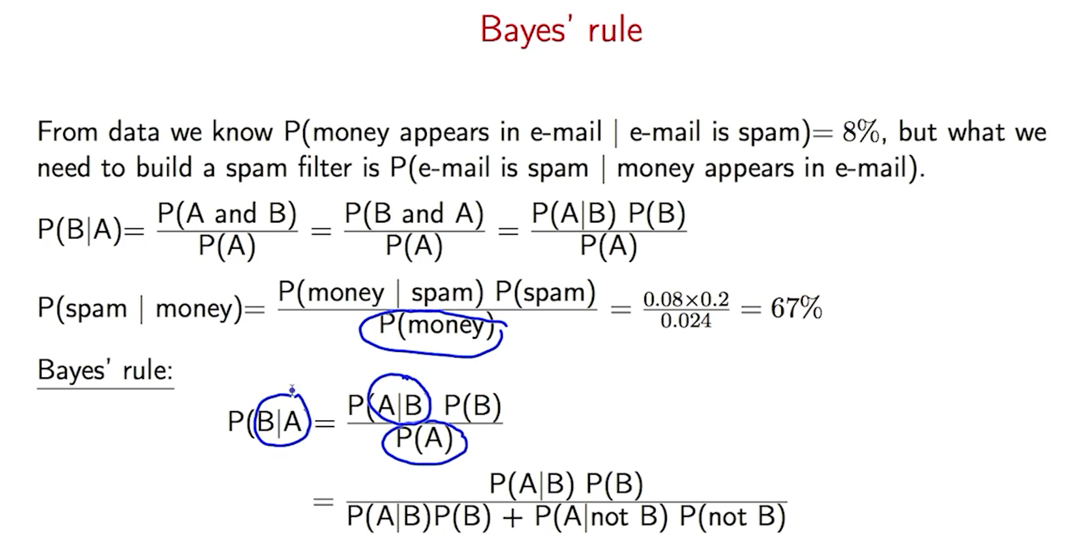 Bayes' rule
From data we know P(money appears in e-mail | e-mail is spam)= 8%, but what we
need to build a spam filter is P(e-mail is spam | money appears in e-mail).
P(B|A)= P(A and B) / P(A) = P(B and A) / P(A) = P(A|B) P(B) / P(A)
P(spam | money)= P(money | spam) P(spam) / P(money) = 0.08×0.2 / 0.024 = 67%
Bayes' rule:
P(B|A)= P(A|B) P(B) / P(A)
= P(A|B) P(B) / P(A|B)P(B) + P(A|not B) P(not B)